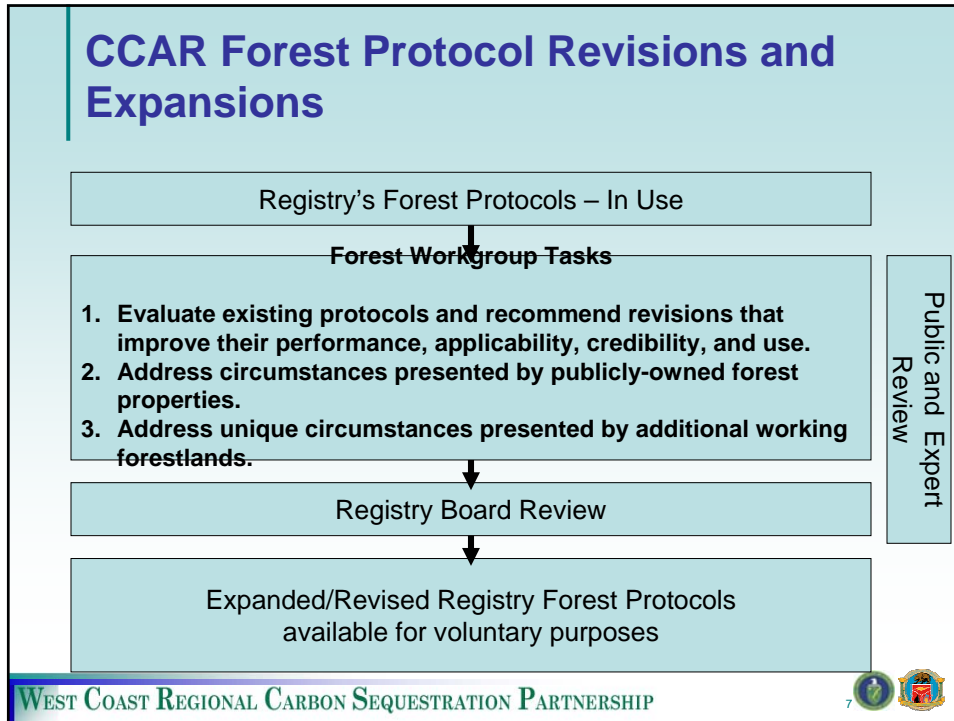 CCAR Forest Protocol Revisions and
Expansions
Registry's Forest Protocols – In Use
Forest Workgroup Tasks
1. Evaluate existing protocols and recommend revisions that
improve their performance, applicability, credibility, and use.
2. Address circumstances presented by publicly-owned forest
properties.
3. Address unique circumstances presented by additional working
forestlands.
Public and Expert
Review
Registry Board Review
Expanded/Revised Registry Forest Protocols
available for voluntary purposes
WEST COAST REGIONAL CARBON SEQUESTRATION PARTNERSHIP
7